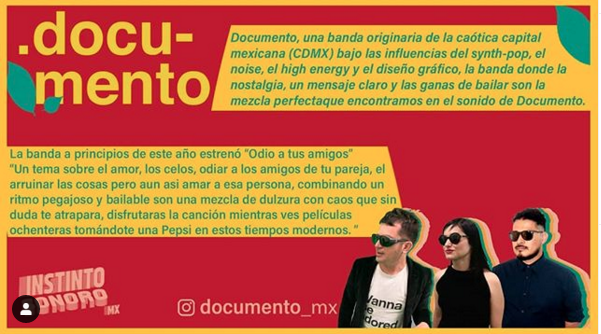 .docu-
mento
Documento, una banda originaria de la caótica capital
mexicana (CDMX) bajo las influencias del synth-pop, el
noise, el high energy y el diseño gráfico, la banda donde la
nostalgia, un mensaje claro y las ganas de bailar son la
mezcla perfectaque encontramos en el sonido de Documento.
La banda a principios de este año estrenó "Odio a tus amigos"
"Un tema sobre el amor, los celos, odiar a los amigos de tu pareja, el
arruinar las cosas pero aun asi amar a esa persona, combinando un
ritmo pegajoso y bailable son una mezcla de dulzura con caos que sin
duda te atrapara, disfrutaras la canción mientras ves películas
ochenteras tomándote una Pepsi en estos tiempos modernos. "
INSTINTO
SONORO MX
documento_mx
Wanna
be
dored